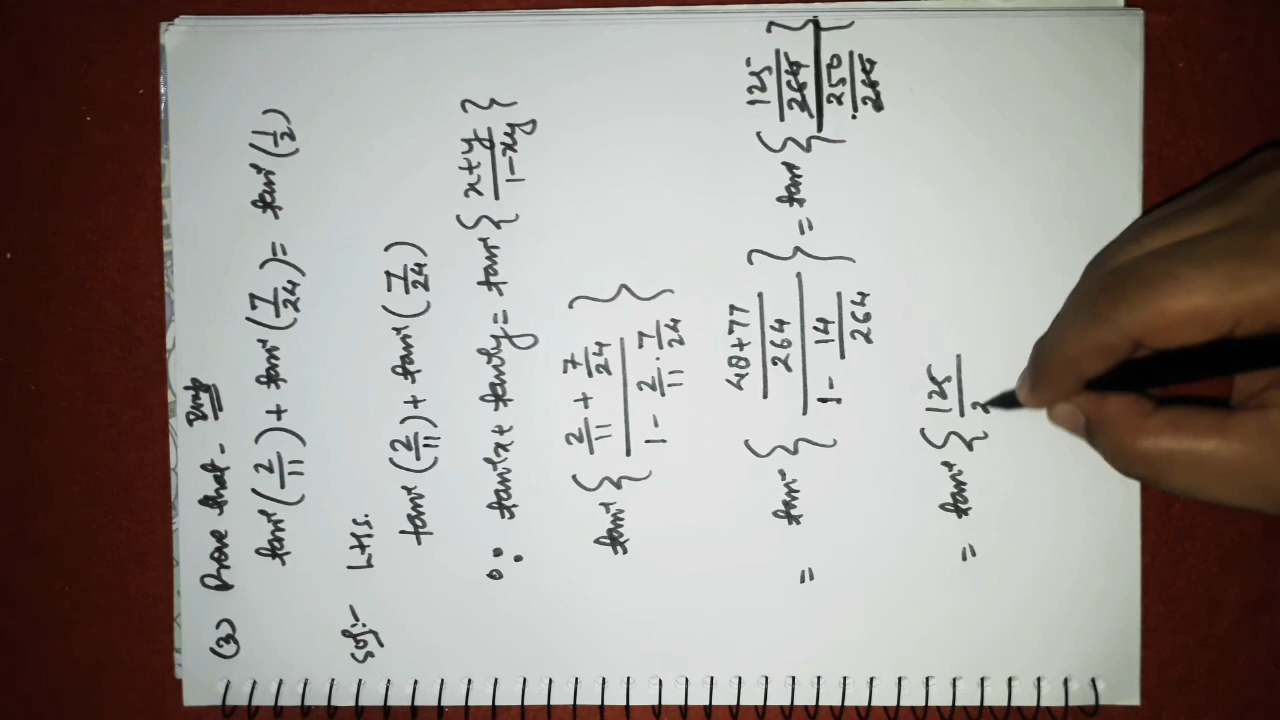 (3) Prove that - Imp
tan⁻¹(2/11) + tan⁻¹(7/24) = tan⁻¹(1/2)
Sol:- LHS.
tan⁻¹(2/11) + tan⁻¹(7/24)
∵ tan⁻¹x + tan⁻¹y = tan⁻¹{(x+y)/(1-xy)}
tan⁻¹{(2/11 + 7/24)/(1 - 2/11 · 7/24)}
= tan⁻¹{((48+77)/264)/(1 - 14/264)} = tan⁻¹{(125/264)/(250/264)}
= tan⁻¹{125/2